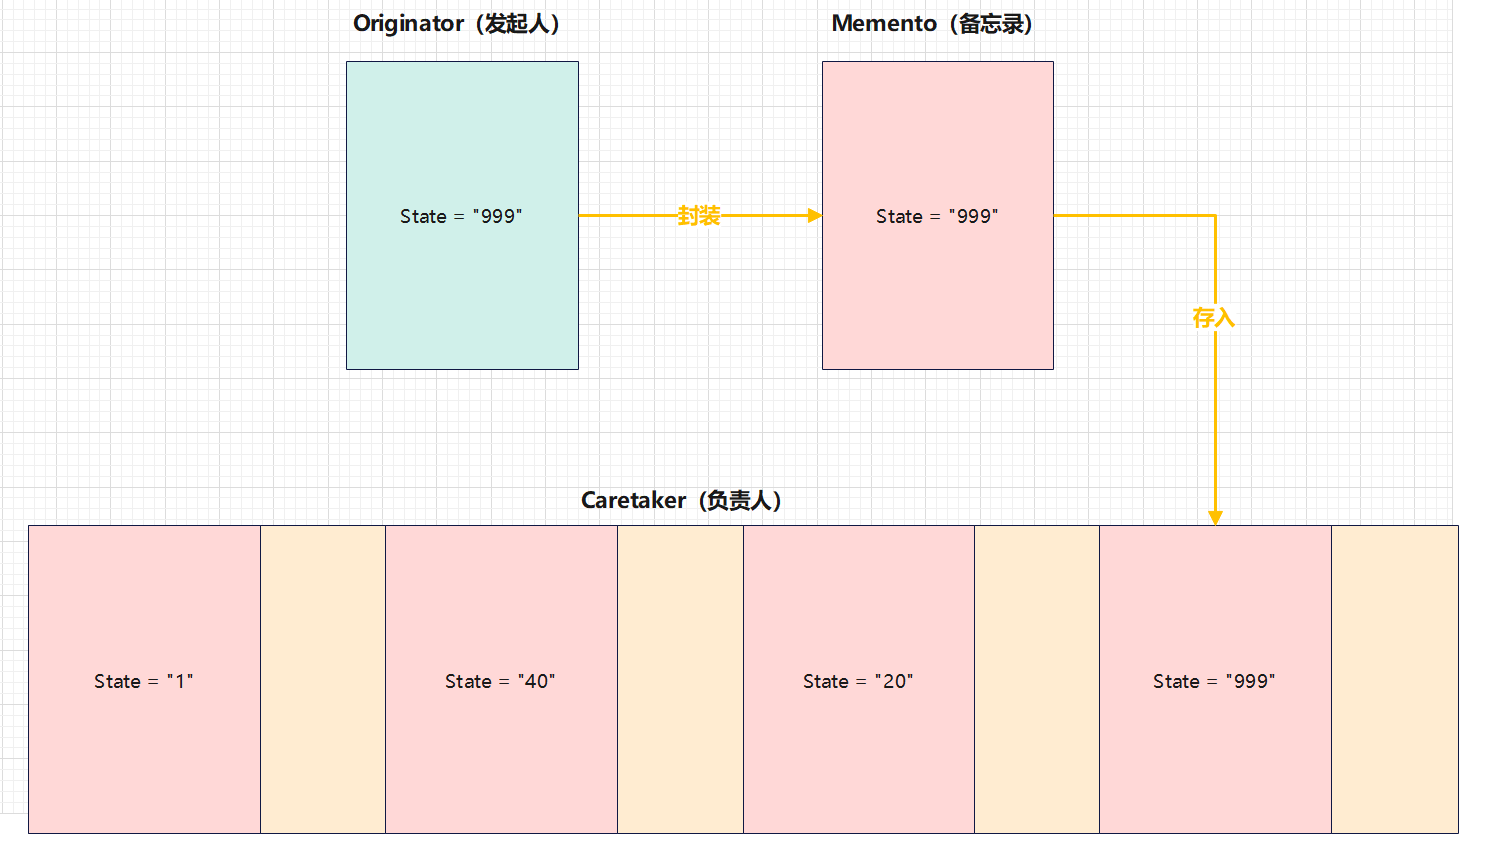 Originator（发起人）
Memento（备忘录）
State = "999"
封装
State = "999"
存入
Caretaker（负责人）
State = "1"
State = "40"
State = "20"
State = "999"